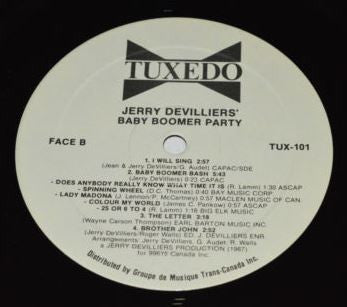 TUXEDO
JERRY DEVILLIERS'
BABY BOOMER PARTY
FACE B
TUX-101
1. I WILL SING 2:57
(Jean & Jerry DeVilliers/G. Audet) CAPAC/SDE
2. BABY BOOMER BASH 5:43
(Jerry DeVilliers) 0:23 CAPAC
- DOES ANYBODY REALLY KNOW WHAT TIME IT IS (R. Lamm) 1:30 ASCAP
- SPINNING WHEEL (D.C. Thomas) 0:40 BAY MUSIC CORP
- LADY MADONA (J. Lennon/P. McCartney) 0:57 MACLEN MUSIC OF CAN.
- COLOUR MY WORLD (James C. Pankow) 0:57 ASCAP
- 25 OR 6 TO 4 (R. Lamm) 1:16 BIG ELK MUSIC
3. THE LETTER 2:18
(Wayne Carson Thompson) EARL BARTON MUSIC INC.
4. BROTHER JOHN 2:52
(Jerry DeVilliers/Roger Walls) ED. J. DEVILLIERS ENR.
Arrangements: Jerry DeVilliers, G. Audet, R. Walls
a Jerry DeVilliers Production (1987)
for 99615 Canada Inc.
Distributed by Groupe de Musique Trans-Canada Inc.